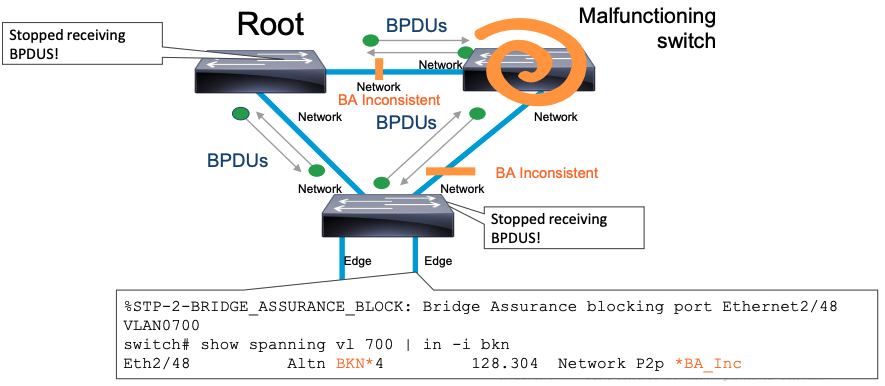 Root
Malfunctioning
switch
Stopped receiving
BPDUS!
BPDUs
Network
Network
BA Inconsistent
Network
BPDUs
Network
BPDUs
BA Inconsistent
Network
Network
Stopped receiving
BPDUS!
Edge
Edge
%STP-2-BRIDGE_ASSURANCE_BLOCK: Bridge Assurance blocking port Ethernet2/48
VLAN0700
switch# show spanning vl 700 | in -i bkn
Eth2/48 Altn BKN*4 128.304 Network P2p *BA_Inc